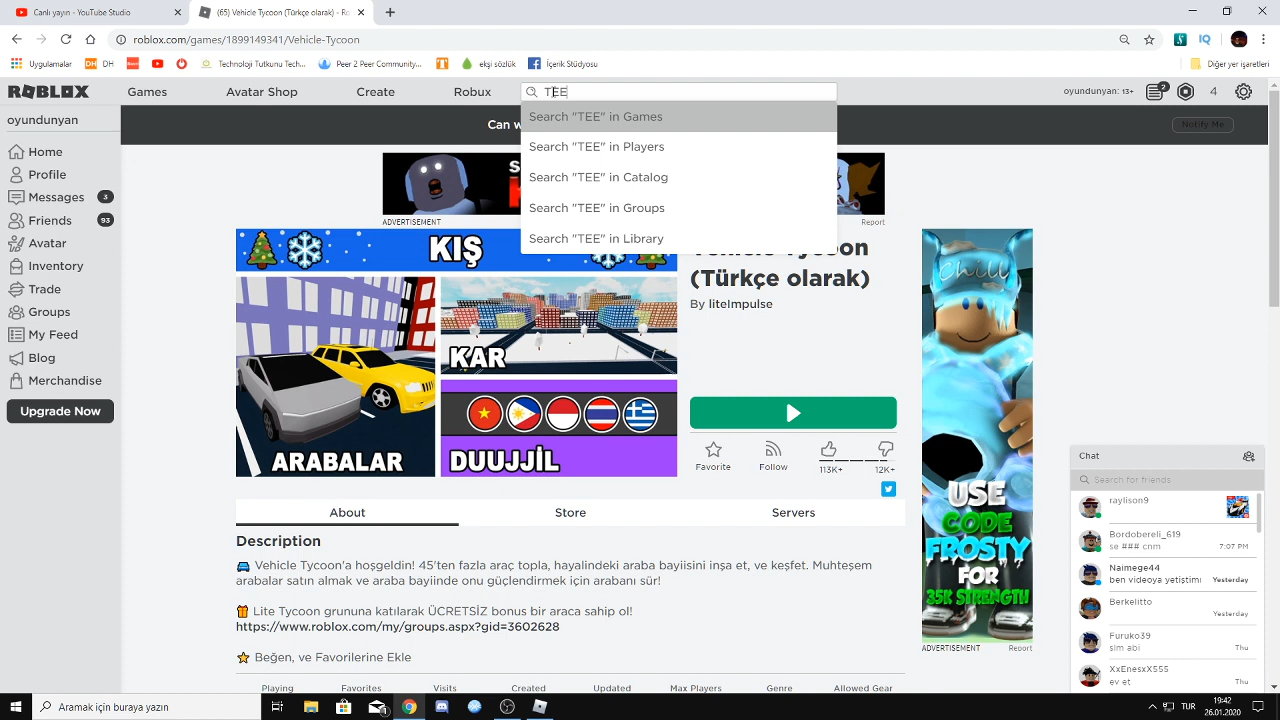 Canlı yayın - YouTube
(65) Vehicle Tycoon (Türkçe olarak) - Ro
roblox.com/games/1899149341/Vehicle-Tycoon
Uygulamalar
DH
Teknoloji Tutkunu Tekn...
Peer 2 Peer Communit...
ekşi sözlük
İçerik Stüdyosu
Diğer yer işaretleri
ROBLOX
Games
Avatar Shop
Create
Robux
TEE
oyundunyan: 13+
4
oyundunyan
Search "TEE" in Games
Search "TEE" in Players
Search "TEE" in Catalog
Search "TEE" in Groups
Search "TEE" in Library
Can w
Notify Me
Home
Profile
Messages
3
Friends
93
Avatar
Inventory
Trade
Groups
My Feed
Blog
Merchandise
Upgrade Now
ADVERTISEMENT
Report
KIŞ
KAR
ARABALAR
DUUJJİL
Vehicle Tycoon
(Türkçe olarak)
By liteImpulse
Favorite
Follow
113K+
12K+
About
Store
Servers
Description
Vehicle Tycoon'a hoşgeldin! 45'ten fazla araç topla, hayalindeki araba bayiisini inşa et, ve keşfet. Muhteşem
arabalar satın almak ve araba bayiinde onu güçlendirmek için arabanı sür!
Lite Tycoon grununa katılarak ÜCRETSİZ bonus bir araca sahip ol!
https://www.roblox.com/my/groups.aspx?gid=3602628
Beğen, ve Favorilerine Ekle
Playing
Favorites
Visits
Created
Updated
Max Players
Genre
Allowed Gear
Chill
USE
CODE
FROSTY
FOR
35K STRENGTH
ADVERTISEMENT
Report
Chat
Search for friends
raylison9
Bordobereli_619
se ### cnm
7:07 PM
Naimege44
ben videoya yetiştimı
Yesterday
Berkelitto
Yesterday
Furuko39
sim abi
Thu
XxEnesxX555
ev et
Thu
Aramak için buraya yazın
TUR
19:42
26.01.2020